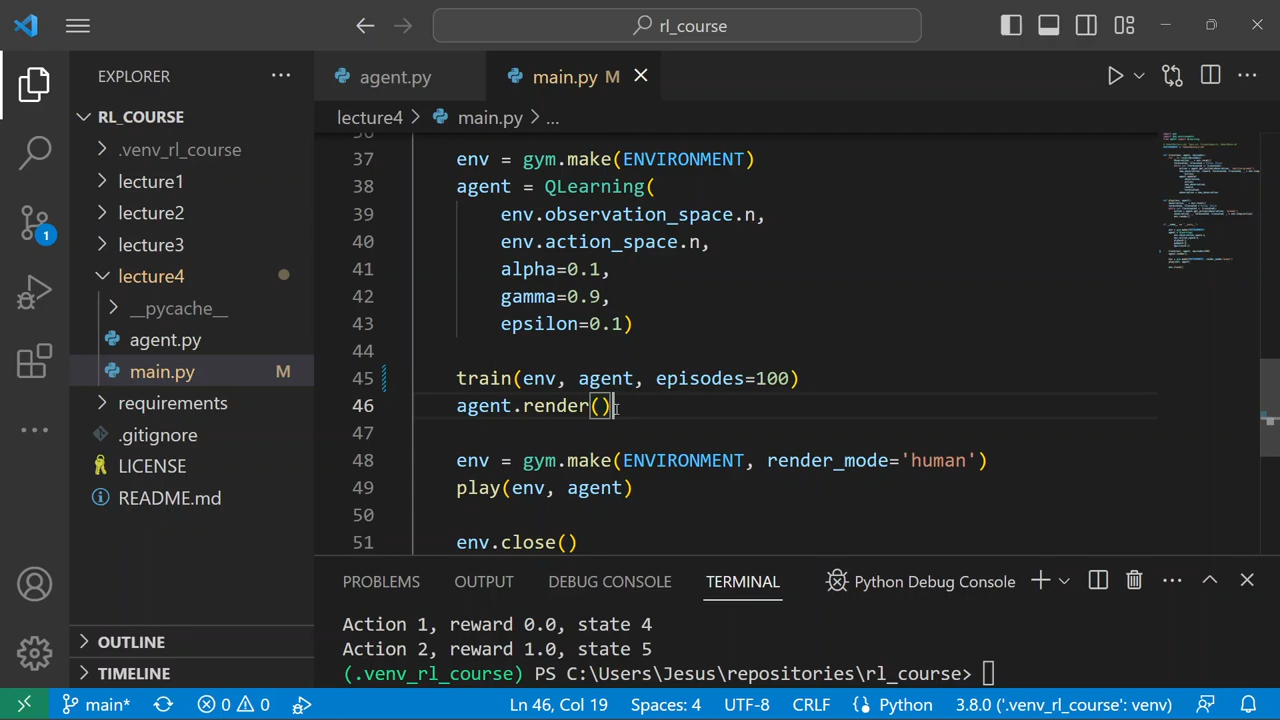 rl_course
EXPLORER
RL_COURSE
.venv_rl_course
lecture1
lecture2
lecture3
lecture4
__pycache__
agent.py
main.py M
requirements
.gitignore
LICENSE
README.md
OUTLINE
TIMELINE
1
agent.py
main.py M
lecture4 > main.py > ...
37 env = gym.make(ENVIRONMENT)
38 agent = QLearning(
39 env.observation_space.n,
40 env.action_space.n,
41 alpha=0.1,
42 gamma=0.9,
43 epsilon=0.1)
44
45 train(env, agent, episodes=100)
46 agent.render()
47
48 env = gym.make(ENVIRONMENT, render_mode='human')
49 play(env, agent)
50
51 env.close()
PROBLEMS OUTPUT DEBUG CONSOLE TERMINAL Python Debug Console
Action 1, reward 0.0, state 4
Action 2, reward 1.0, state 5
(.venv_rl_course) PS C:\Users\Jesus\repositories\rl_course>
main* 0 0 Ln 46, Col 19 Spaces: 4 UTF-8 CRLF Python 3.8.0 ('.venv_rl_course': venv)